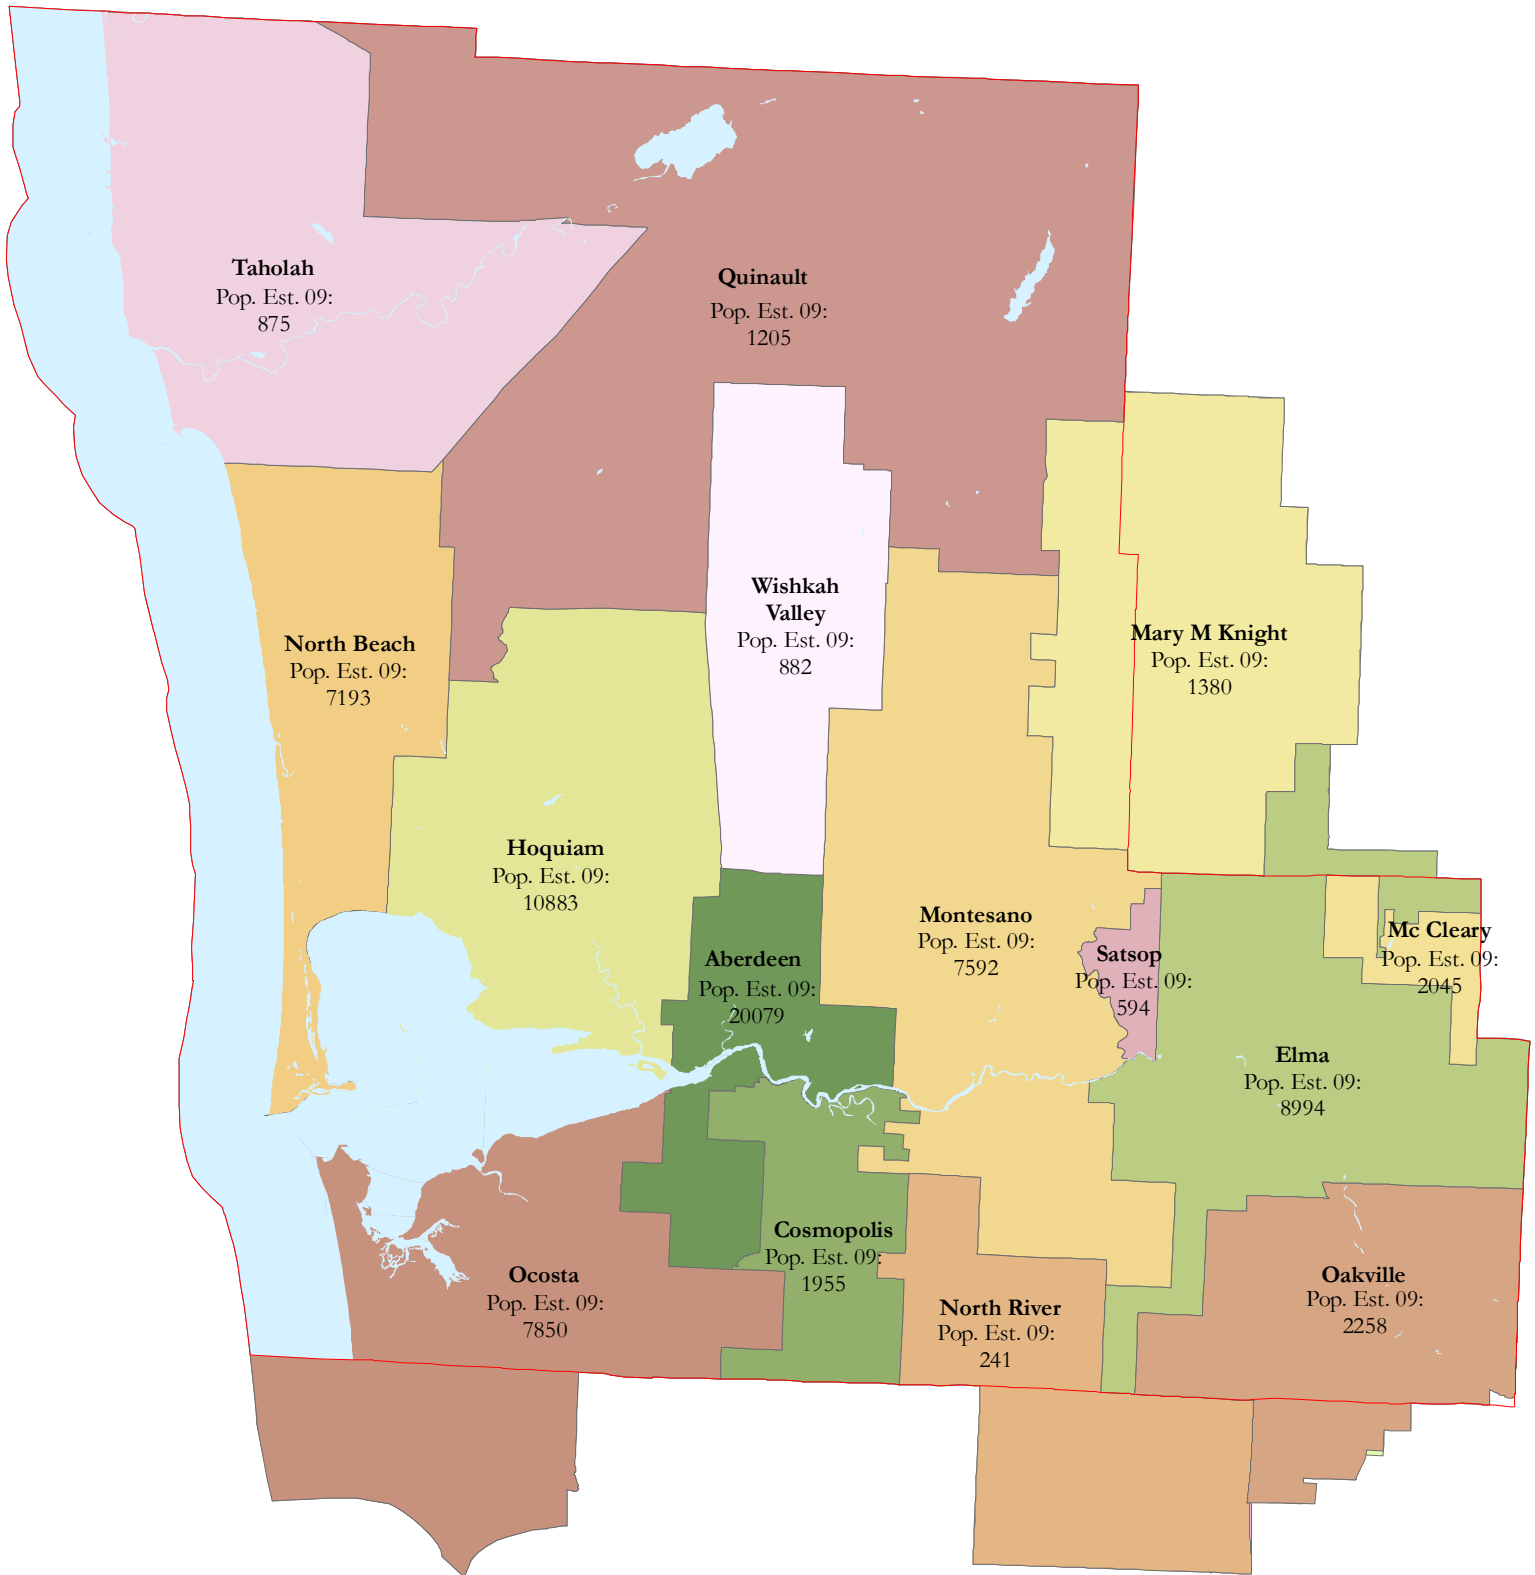 Taholah
Pop. Est. 09:
875
Quinault
Pop. Est. 09:
1205
Wishkah
Valley
Pop. Est. 09:
882
North Beach
Pop. Est. 09:
7193
Mary M Knight
Pop. Est. 09:
1380
Hoquiam
Pop. Est. 09:
10883
Montesano
Pop. Est. 09:
7592
Aberdeen
Pop. Est. 09:
20079
Satsop
Pop. Est. 09:
594
Mc Cleary
Pop. Est. 09:
2045
Elma
Pop. Est. 09:
8994
Cosmopolis
Pop. Est. 09:
1955
Ocosta
Pop. Est. 09:
7850
North River
Pop. Est. 09:
241
Oakville
Pop. Est. 09:
2258